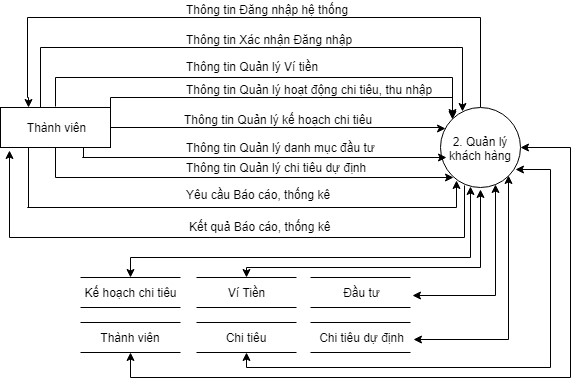 Thông tin Đăng nhập hệ thống
Thông tin Xác nhận Đăng nhập
Thông tin Quản lý Ví tiền
Thông tin Quản lý hoạt động chi tiêu, thu nhập
Thông tin Quản lý kế hoạch chi tiêu
Thành viên
2. Quản lý
khách hàng
Thông tin Quản lý danh mục đầu tư
Thông tin Quản lý chi tiêu dự định
Yêu cầu Báo cáo, thống kê
Kết quả Báo cáo, thống kê
Kế hoạch chi tiêu
Ví Tiền
Đầu tư
Thành viên
Chi tiêu
Chi tiêu dự định